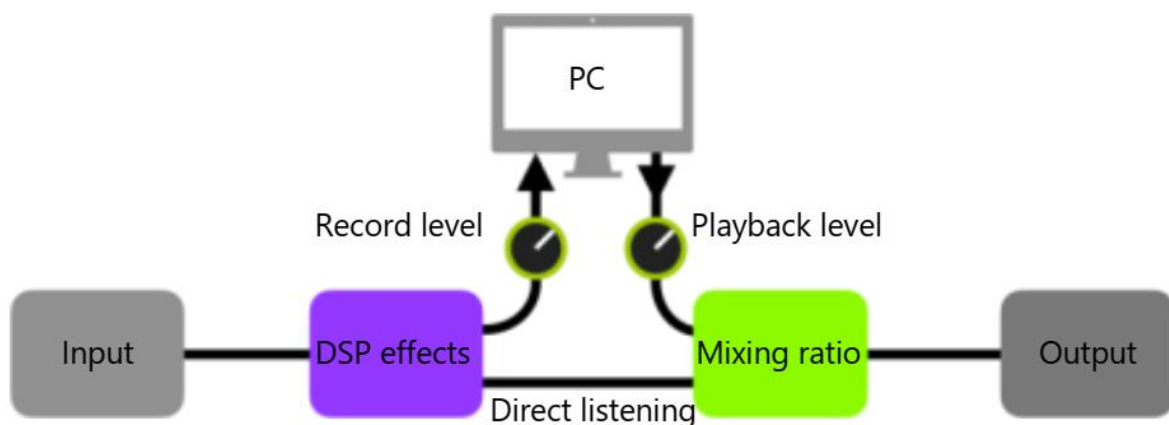 PC
Record level
Playback level
Input
DSP effects
Mixing ratio
Output
Direct listening